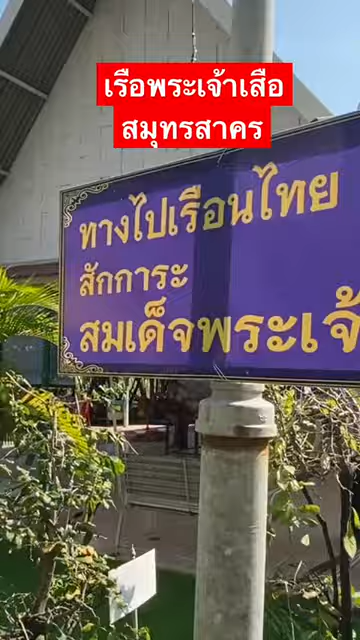 เรือพระเจ้าเสือ
สมุทรสาคร
ทางไปเรือนไทย
สักการะ
สมเด็จพระเจ้